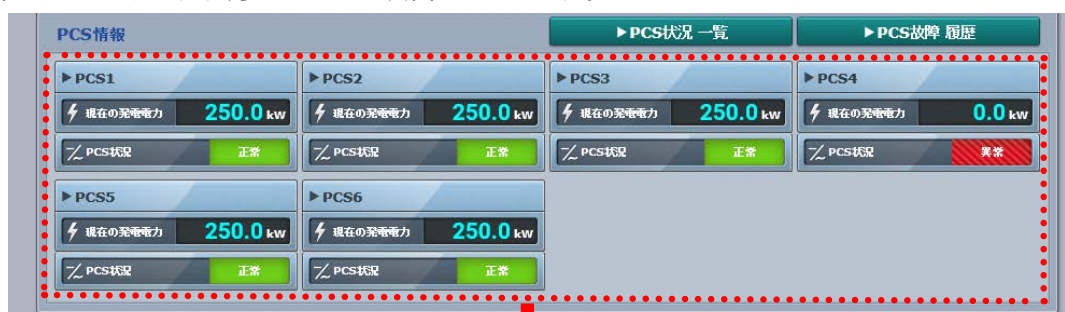 PCS情報 ▶PCS状況 一覧 ▶PCS故障 履歴
▶PCS1 ▶PCS2 ▶PCS3 ▶PCS4
現在の発電電力 250.0 kw 現在の発電電力 250.0 kw 現在の発電電力 250.0 kw 現在の発電電力 0.0 kw
PCS状況 正常 PCS状況 正常 PCS状況 正常 PCS状況 異常
▶PCS5 ▶PCS6
現在の発電電力 250.0 kw 現在の発電電力 250.0 kw
PCS状況 正常 PCS状況 正常